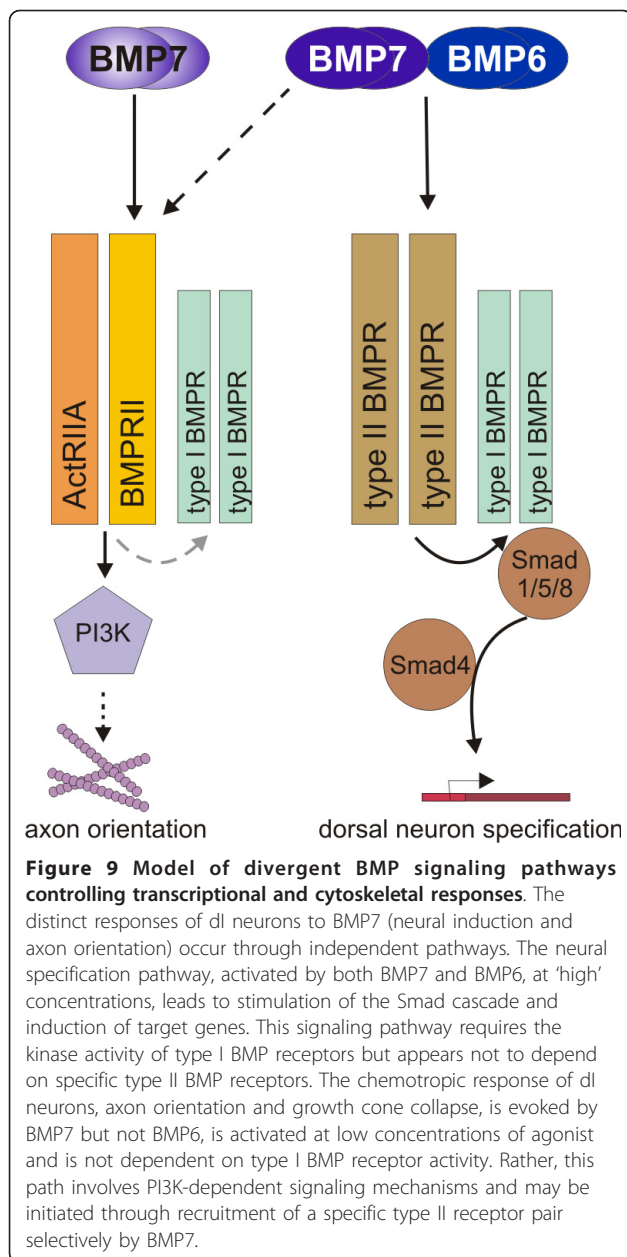 BMP7
BMP7
BMP6
ActRIIA
BMPRII
type I BMPR
type I BMPR
type II BMPR
type II BMPR
type I BMPR
type I BMPR
PI3K
Smad
1/5/8
Smad4
axon orientation
dorsal neuron specification
Figure 9 Model of divergent BMP signaling pathways
controlling transcriptional and cytoskeletal responses. The
distinct responses of dI neurons to BMP7 (neural induction and
axon orientation) occur through independent pathways. The neural
specification pathway, activated by both BMP7 and BMP6, at ‘high’
concentrations, leads to stimulation of the Smad cascade and
induction of target genes. This signaling pathway requires the
kinase activity of type I BMP receptors but appears not to depend
on specific type II BMP receptors. The chemotropic response of dI
neurons, axon orientation and growth cone collapse, is evoked by
BMP7 but not BMP6, is activated at low concentrations of agonist
and is not dependent on type I BMP receptor activity. Rather, this
path involves PI3K-dependent signaling mechanisms and may be
initiated through recruitment of a specific type II receptor pair
selectively by BMP7.